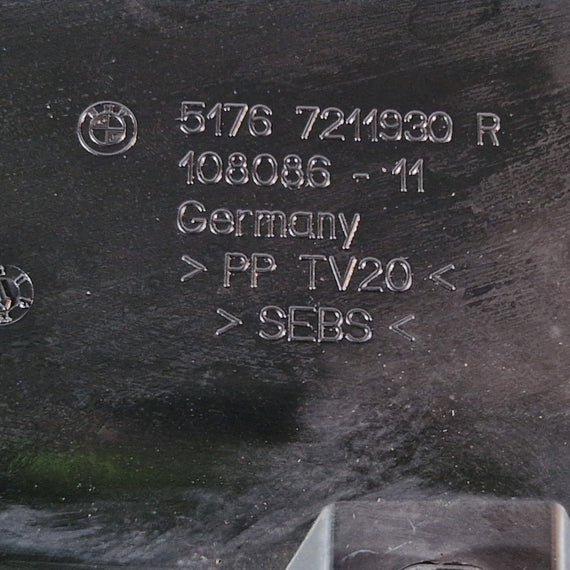 5176 7211930 R
108086 - 11
Germany
> PP TV20 <
> SEBS <